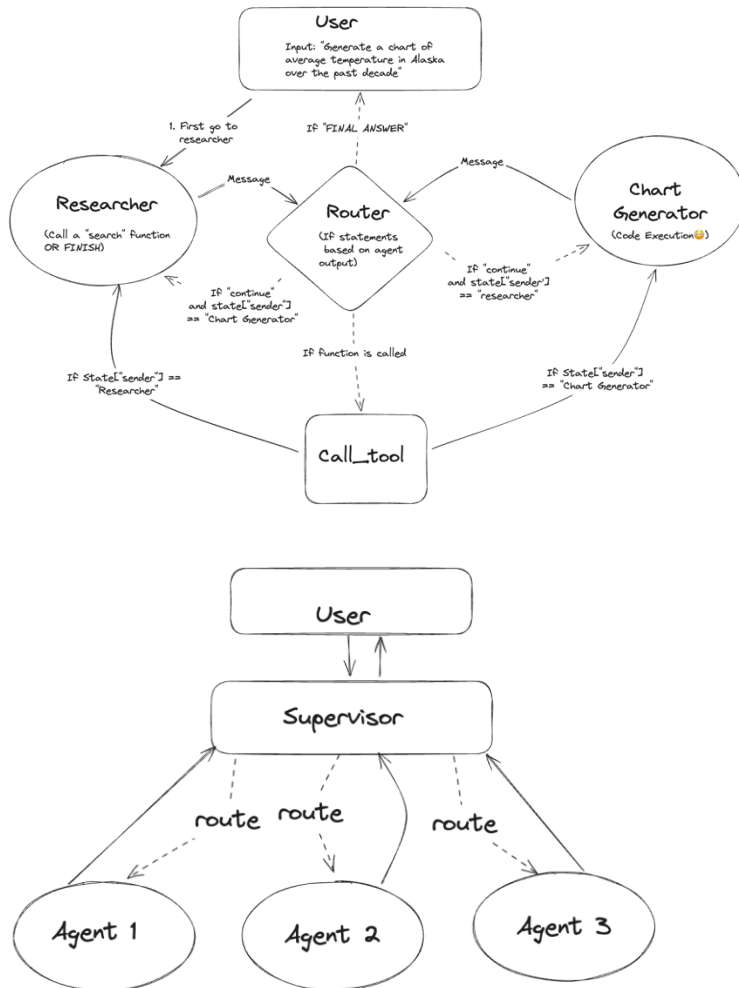 User
Input: "Generate a chart of
average temperature in Alaska
over the past decade"
1. First go to
researcher
If "FINAL ANSWER"
Message
Message
Researcher
(Call a "search" function
OR FINISH)
Router
(If statements
based on agent
output)
Chart
Generator
(Code Execution😄)
If "continue"
and state["sender"]
== "Chart Generator"
If "continue"
and state["sender']
== "researcher"
If function is called
If State["sender"] ==
"Researcher"
If State["sender"]
== "Chart Generator"
Call_tool
User
Supervisor
route
route
route
Agent 1
Agent 2
Agent 3